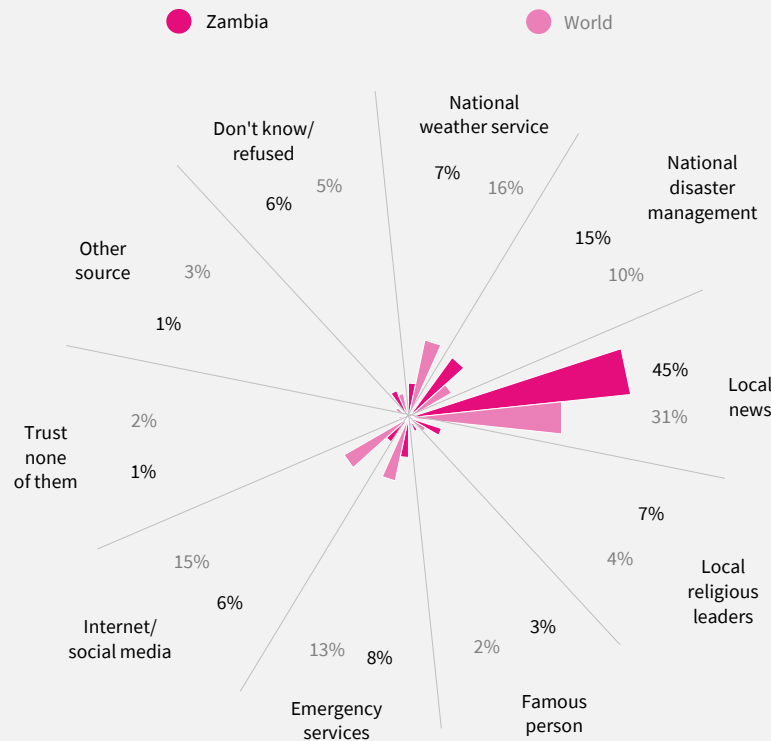 Zambia
World
National
weather service
7%
16%
National
disaster
management
15%
10%
Local
news
45%
31%
Local
religious
leaders
7%
4%
Famous
person
3%
2%
Emergency
services
8%
13%
Internet/
social media
6%
15%
Trust
none
of them
1%
2%
Other
source
1%
3%
Don't know/
refused
6%
5%